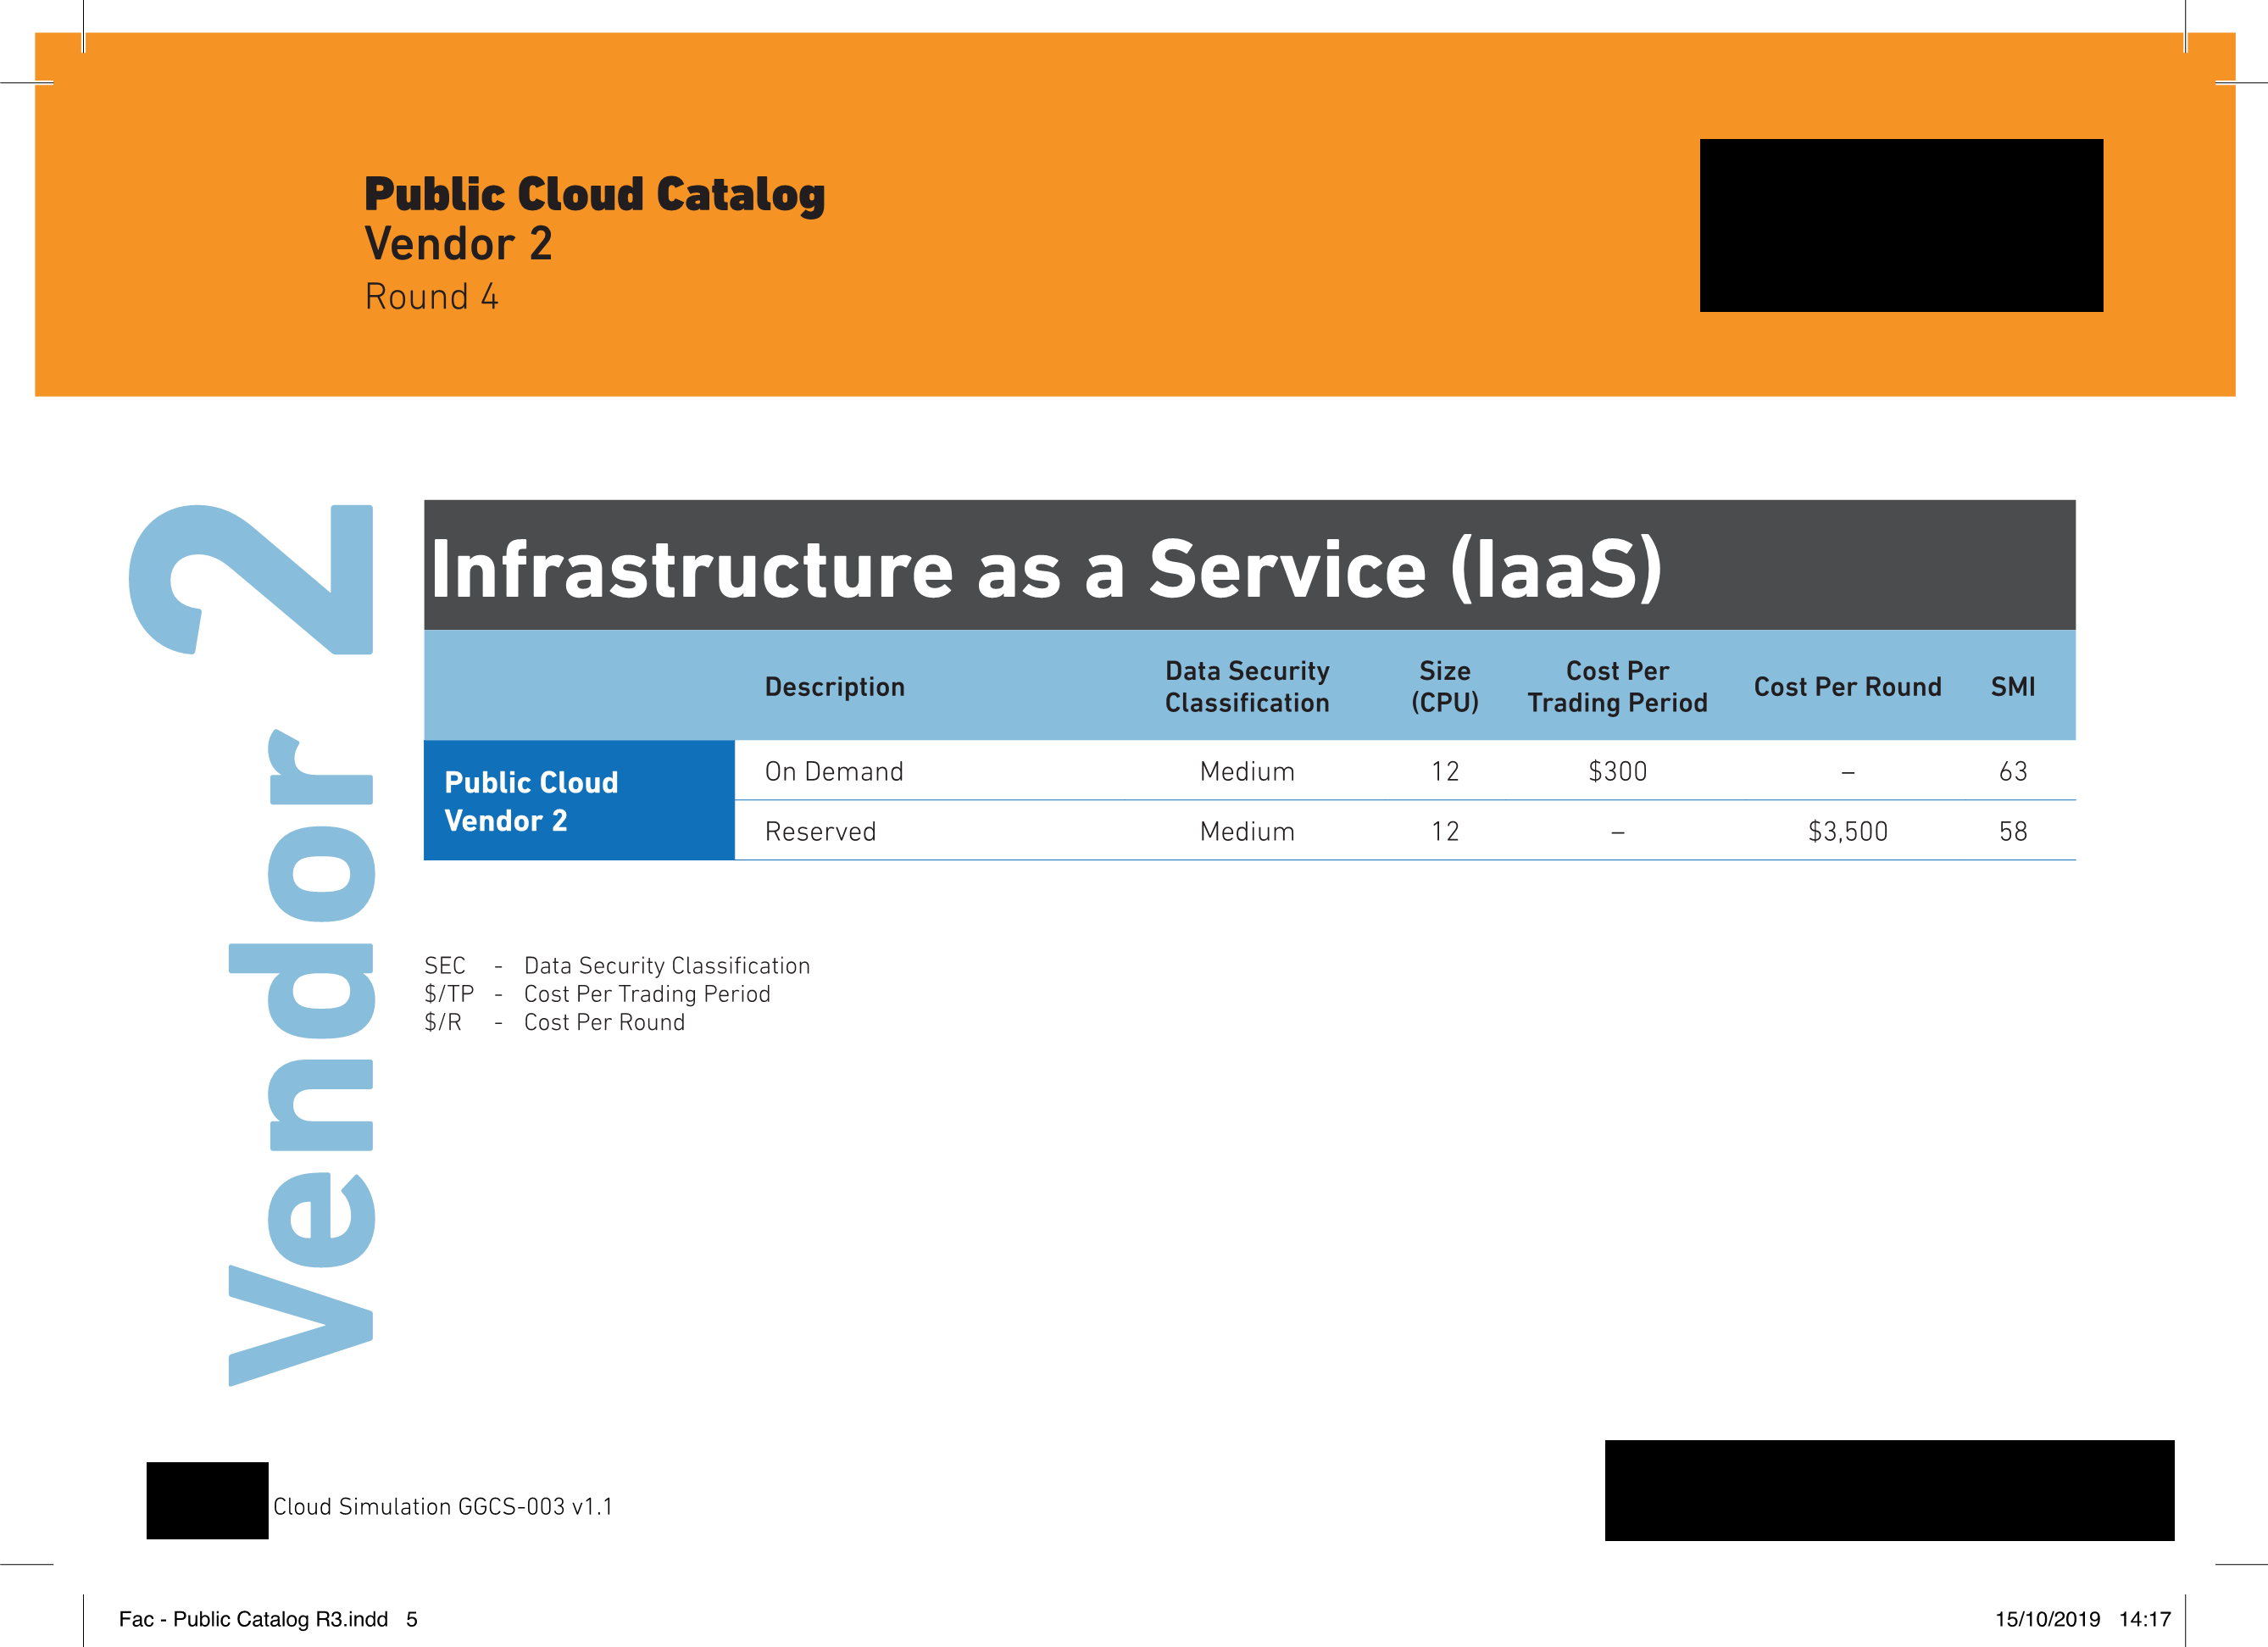 Public Cloud Catalog
Vendor 2
Round 4
Vendor 2
Infrastructure as a Service (IaaS)
Description Data Security Classification Size (CPU) Cost Per Trading Period Cost Per Round SMI
Public Cloud Vendor 2
On Demand Medium 12 $300 – 63
Reserved Medium 12 – $3,500 58
SEC - Data Security Classification
$/TP - Cost Per Trading Period
$/R - Cost Per Round
Cloud Simulation GGCS-003 v1.1
Fac - Public Catalog R3.indd 5 15/10/2019 14:17